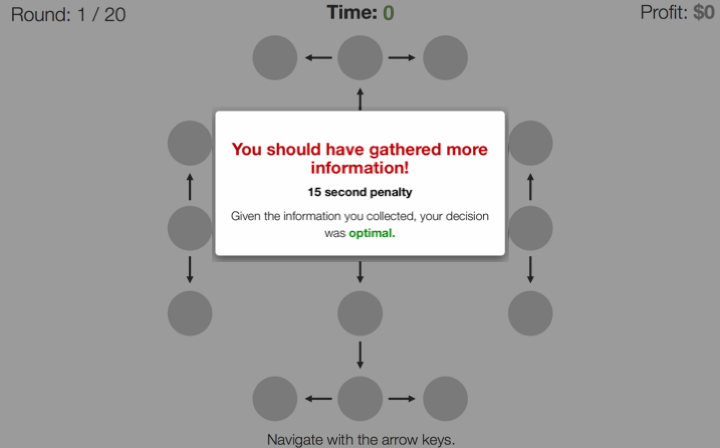 Round: 1 / 20
Time: 0
Profit: $0
You should have gathered more
information!
15 second penalty
Given the information you collected, your decision
was optimal.
Navigate with the arrow keys.